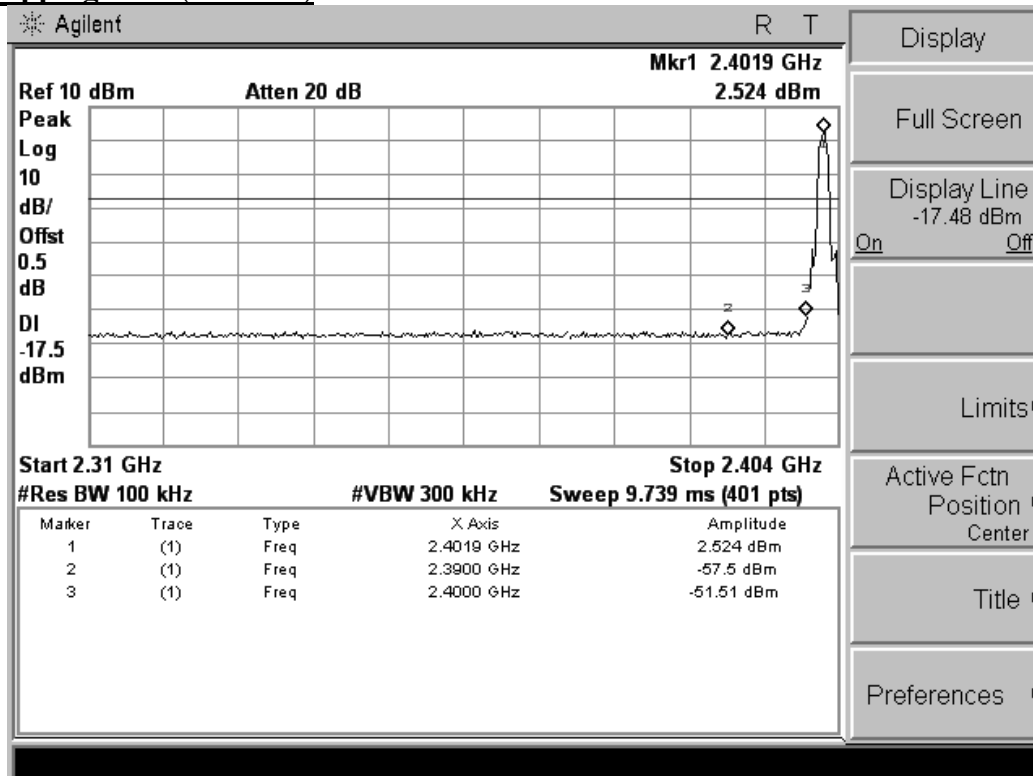 Agilent R T
Mkr1 2.4019 GHz
Ref 10 dBm Atten 20 dB 2.524 dBm
Peak
Log
10
dB/
Offst
0.5
dB
DI
-17.5
dBm
2
3
Start 2.31 GHz Stop 2.404 GHz
#Res BW 100 kHz #VBW 300 kHz Sweep 9.739 ms (401 pts)
Marker Trace Type X Axis Amplitude
1 (1) Freq 2.4019 GHz 2.524 dBm
2 (1) Freq 2.3900 GHz -57.5 dBm
3 (1) Freq 2.4000 GHz -51.51 dBm
Display
Full Screen
Display Line
-17.48 dBm
On Off
Limits
Active Fctn
Position
Center
Title
Preferences